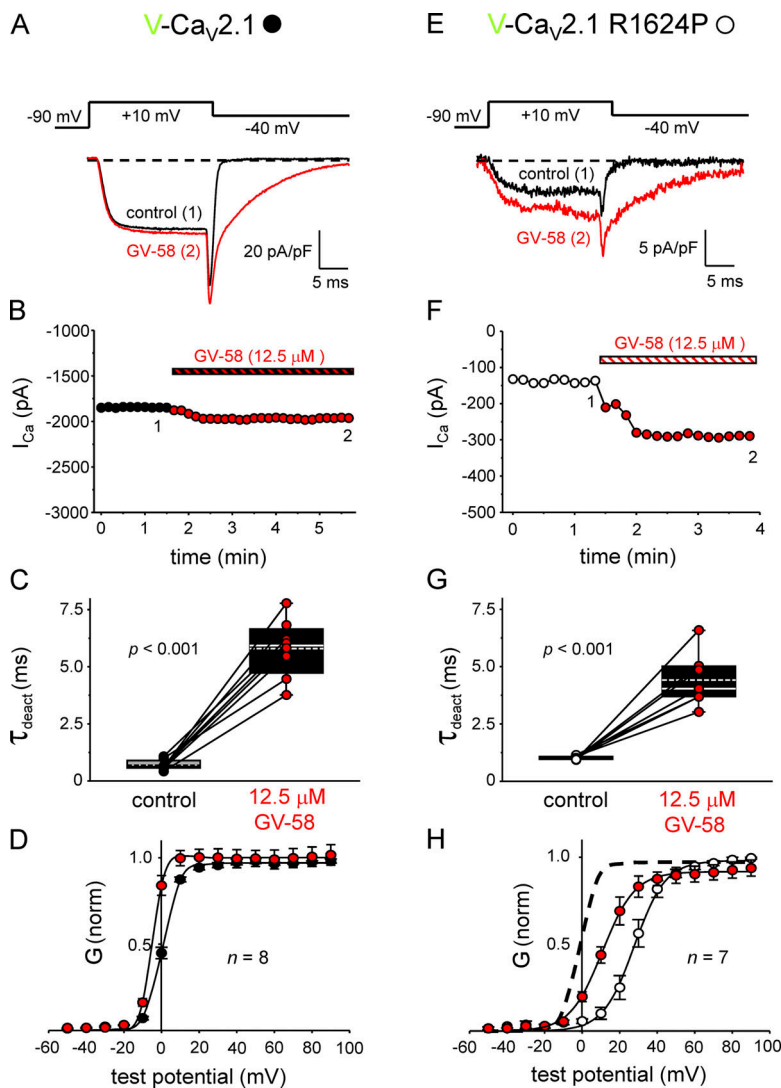 A
V-CaV2.1
-90 mV
+10 mV
-40 mV
control (1)
GV-58 (2)
20 pA/pF
5 ms
B
-1000
-1500
-2000
-2500
-3000
ICa (pA)
GV-58 (12.5 μM )
1
2
0 1 2 3 4 5
time (min)
C
7.5
5.0
2.5
0
τdeact (ms)
p < 0.001
control
12.5 μM
GV-58
D
1.0
0.5
G (norm)
n = 8
-60 -40 -20 0 20 40 60 80 100
test potential (mV)
E
V-CaV2.1 R1624P
-90 mV
+10 mV
-40 mV
control (1)
GV-58 (2)
5 pA/pF
5 ms
F
0
-100
-200
-300
-400
-500
ICa (pA)
GV-58 (12.5 μM )
1
2
0 1 2 3 4
time (min)
G
7.5
5.0
2.5
0
τdeact (ms)
p < 0.001
control
12.5 μM
GV-58
H
1.0
0.5
G (norm)
n = 7
-60 -40 -20 0 20 40 60 80 100
test potential (mV)